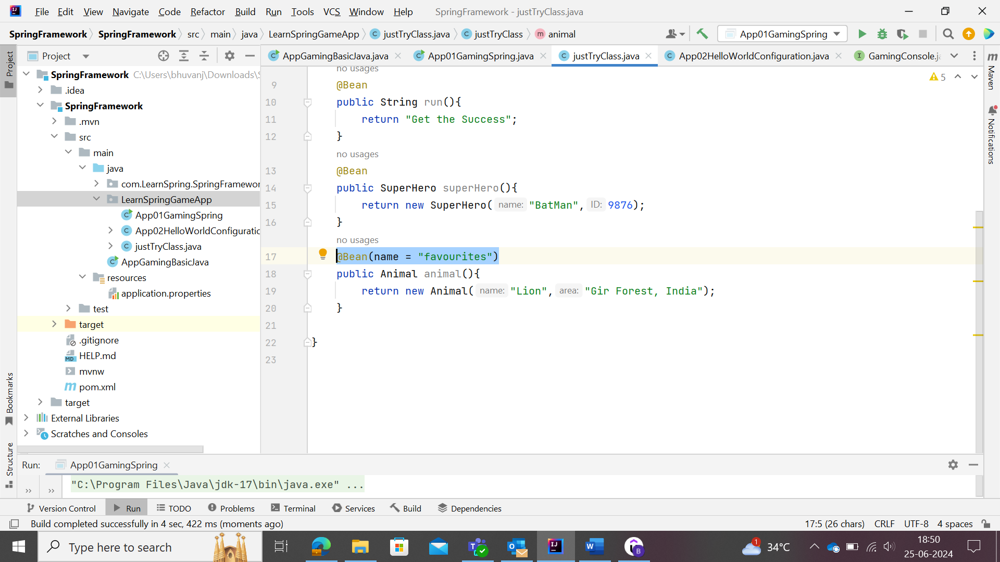 File Edit View Navigate Code Refactor Build Run Tools VCS Window Help SpringFramework - justTryClass.java
SpringFramework SpringFramework src main java LearnSpringGameApp justTryClass.java justTryClass animal App01GamingSpring
Project
Project
AppGamingBasicJava.java App01GamingSpring.java justTryClass.java App02HelloWorldConfiguration.java GamingConsole.ja
Maven
Notifications
SpringFramework C:\Users\bhuvanj\Downloads\S
.idea
SpringFramework
.mvn
src
main
java
com.LearnSpring.SpringFramewor
LearnSpringGameApp
App01GamingSpring
App02HelloWorldConfiguratio
justTryClass.java
AppGamingBasicJava
resources
application.properties
test
target
.gitignore
HELP.md
mvnw
pom.xml
target
External Libraries
Scratches and Consoles
Bookmarks
Structure
5
no usages
9 @Bean
10 public String run(){
11 return "Get the Success";
12 }
no usages
13 @Bean
14 public SuperHero superHero(){
15 return new SuperHero( name: "BatMan", ID: 9876);
16 }
no usages
17 @Bean(name = "favourites")
18 public Animal animal(){
19 return new Animal( name: "Lion", area: "Gir Forest, India");
20 }
21
22 }
23
Run: App01GamingSpring
"C:\Program Files\Java\jdk-17\bin\java.exe" ...
Version Control Run TODO Problems Terminal Services Build Dependencies
Build completed successfully in 4 sec, 422 ms (moments ago) 17:5 (26 chars) CRLF UTF-8 4 spaces
Type here to search
1 34°C
18:50
25-06-2024